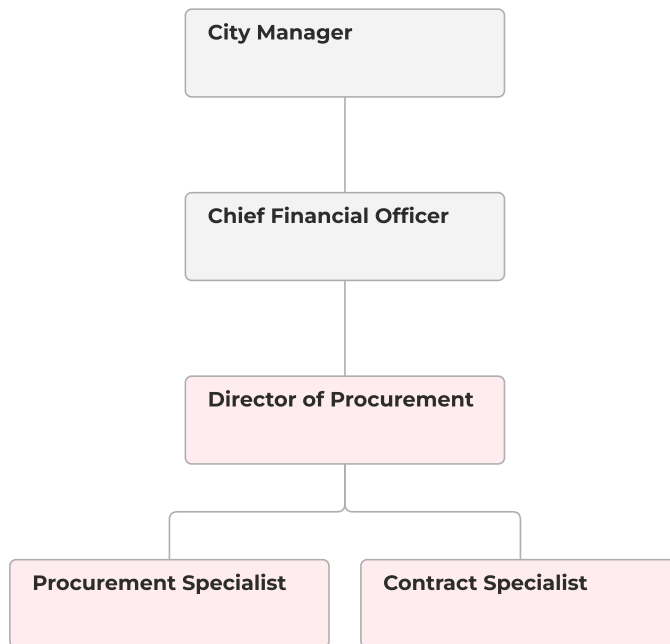 City Manager
Chief Financial Officer
Director of Procurement
Procurement Specialist
Contract Specialist